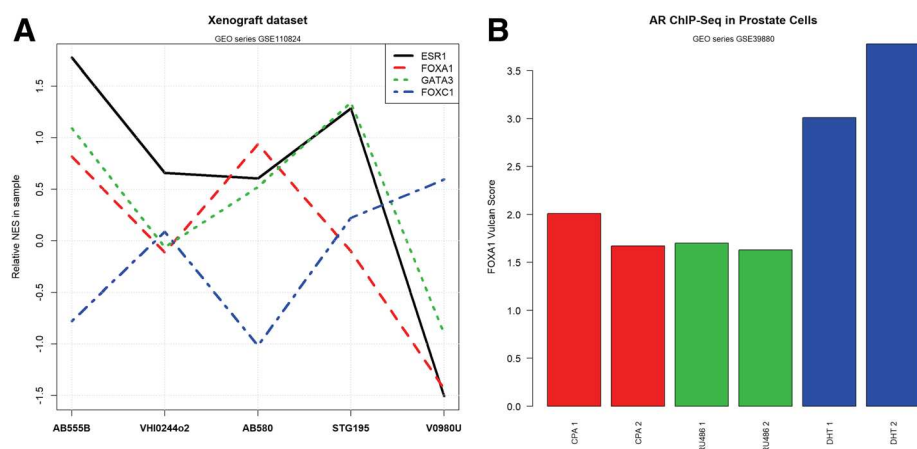 A
Xenograft dataset
GEO series GSE110824
ESR1
FOXA1
GATA3
FOXC1
Relative NES in sample
1.5
1.0
0.5
0.0
-0.5
-1.0
-1.5
AB555B VHI0244o2 AB580 STG195 V0980U
B
AR ChIP-Seq in Prostate Cells
GEO series GSE39880
FOXA1 Vulcan Score
3.5
3.0
2.5
2.0
1.5
1.0
0.5
0.0
CPA 1
CPA 2
RU486 1
RU486 2
DHT 1
DHT 2